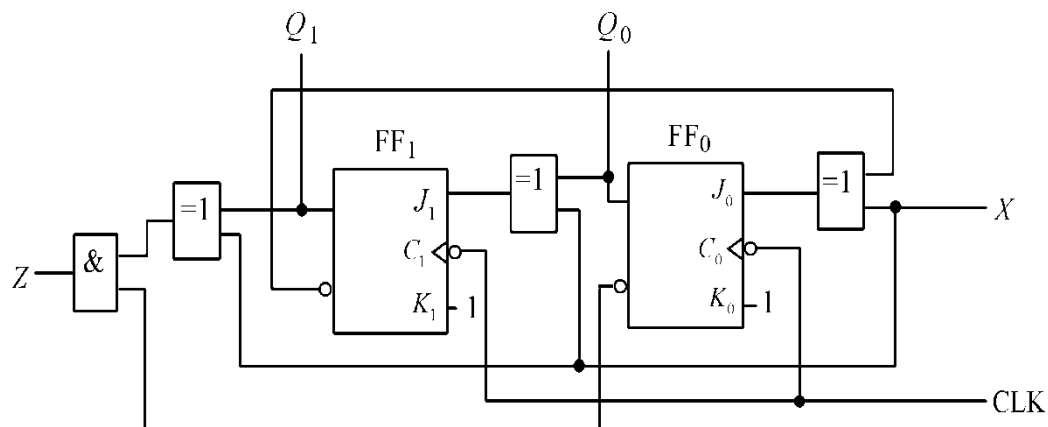 Q1 Q0
FF1 FF0
=1 J1 =1 J0 =1
Z & C1 C0 X
K1 1 K0 1
CLK